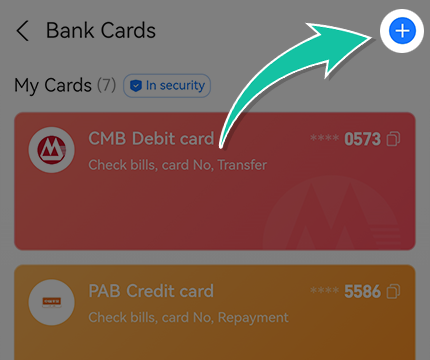 Bank Cards
My Cards (7) In security
CMB Debit card **** 0573
Check bills, card No, Transfer
PAB Credit card **** 5586
Check bills, card No, Repayment